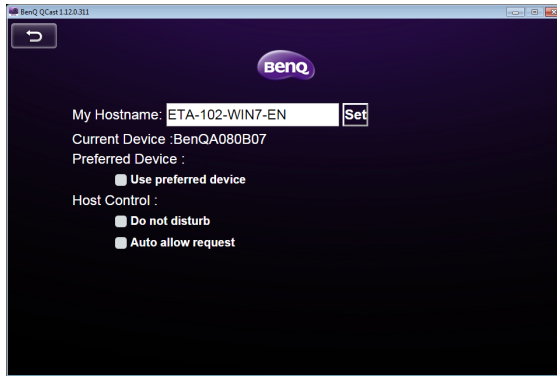 BenQ QCast 1.12.0.311
BenQ
My Hostname: ETA-102-WIN7-EN Set
Current Device :BenQA080B07
Preferred Device :
Use preferred device
Host Control :
Do not disturb
Auto allow request